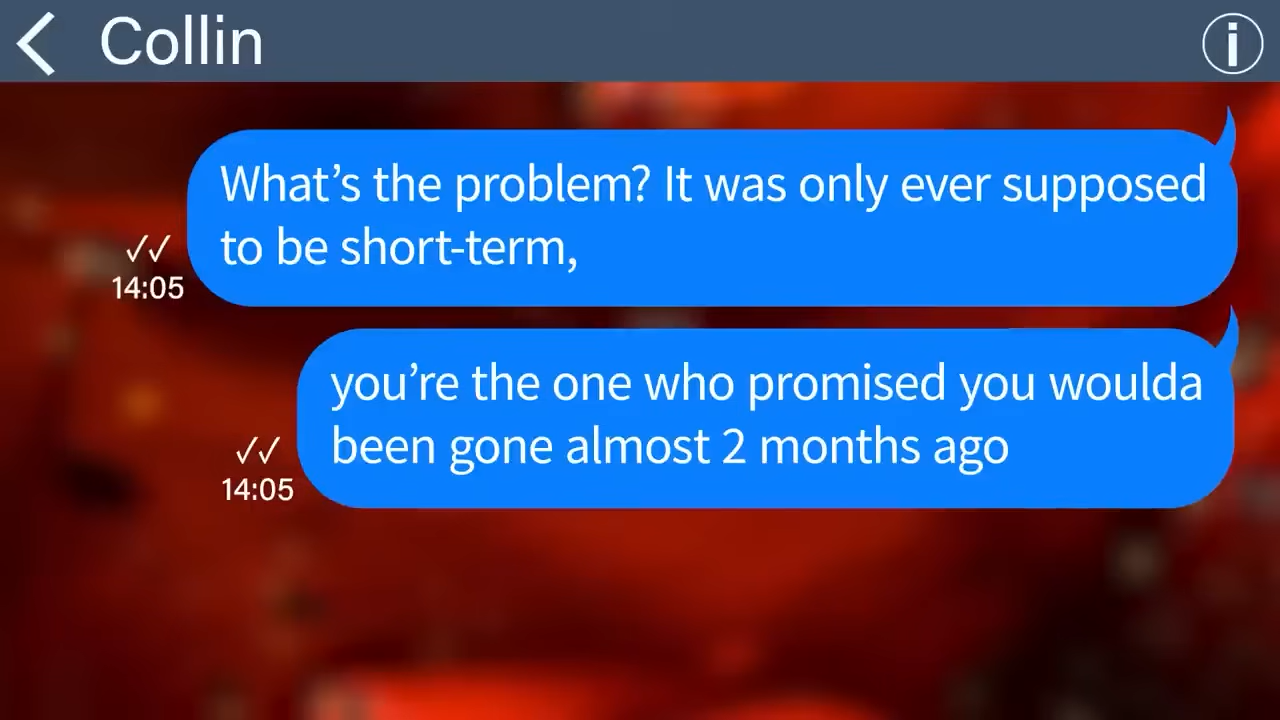 Collin
What’s the problem? It was only ever supposed
to be short-term,
14:05
you’re the one who promised you woulda
been gone almost 2 months ago
14:05